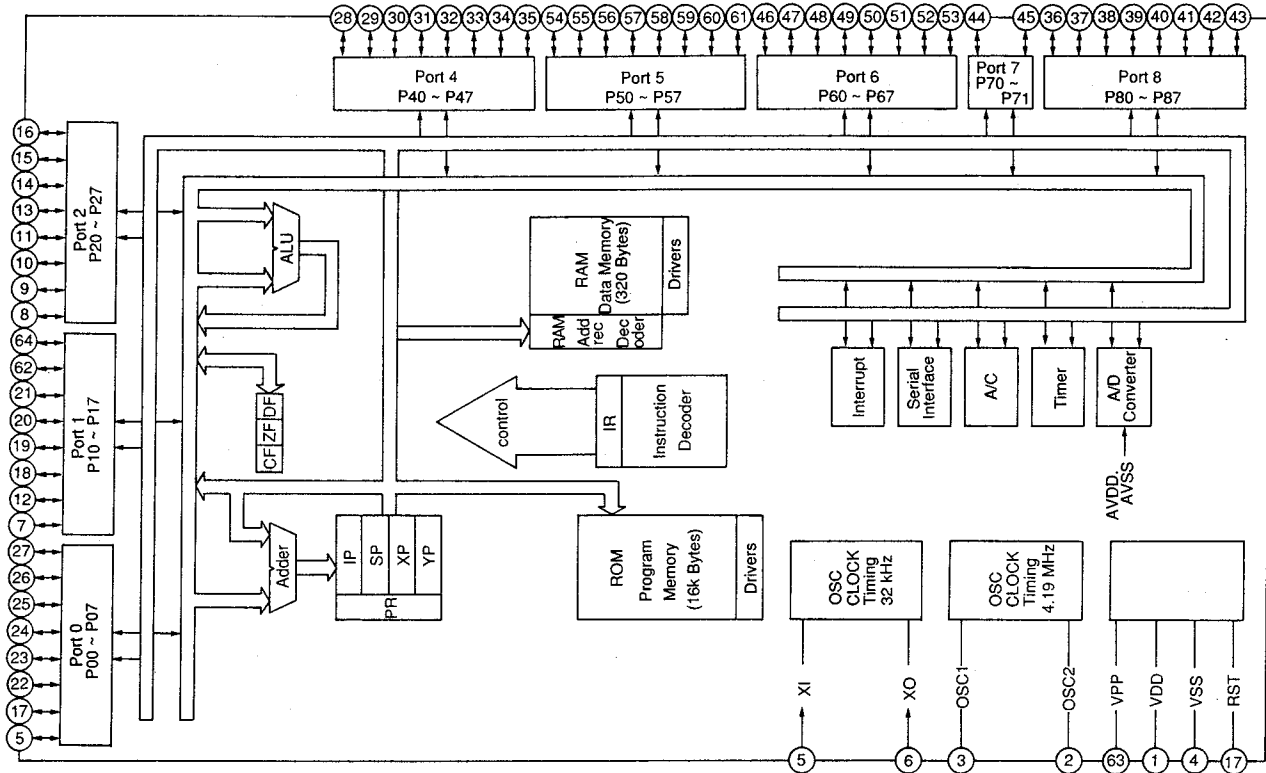 28 29 30 31 32 33 34 35 54 55 56 57 58 59 60 61 46 47 48 49 50 51 52 53 44 45 36 37 38 39 40 41 42 43
Port 4
P40 ~ P47
Port 5
P50 ~ P57
Port 6
P60 ~ P67
Port 7
P70 ~
P71
Port 8
P80 ~ P87
16
15
14
13
11
10
9
8
Port 2
P20 ~ P27
64
62
21
20
19
18
12
7
Port 1
P10 ~ P17
27
26
25
24
23
22
17
5
Port 0
P00 ~ P07
ALU
CF ZF DF
Adder
IP
SP
XP
YP
PR
RAM
Data Memory
(320 Bytes)
Drivers
RAM
Add
rec
Dec
oder
control
IR
Instruction
Decoder
ROM
Program
Memory
(16k Bytes)
Drivers
Interrupt
Serial
Interface
A/C
Timer
A/D
Converter
AVDD.
AVSS
OSC
CLOCK
Timing
32 kHz
OSC
CLOCK
Timing
4.19 MHz
XI
XO
OSC1
OSC2
VPP
VDD
VSS
RST
5 6 3 2 63 1 4 17